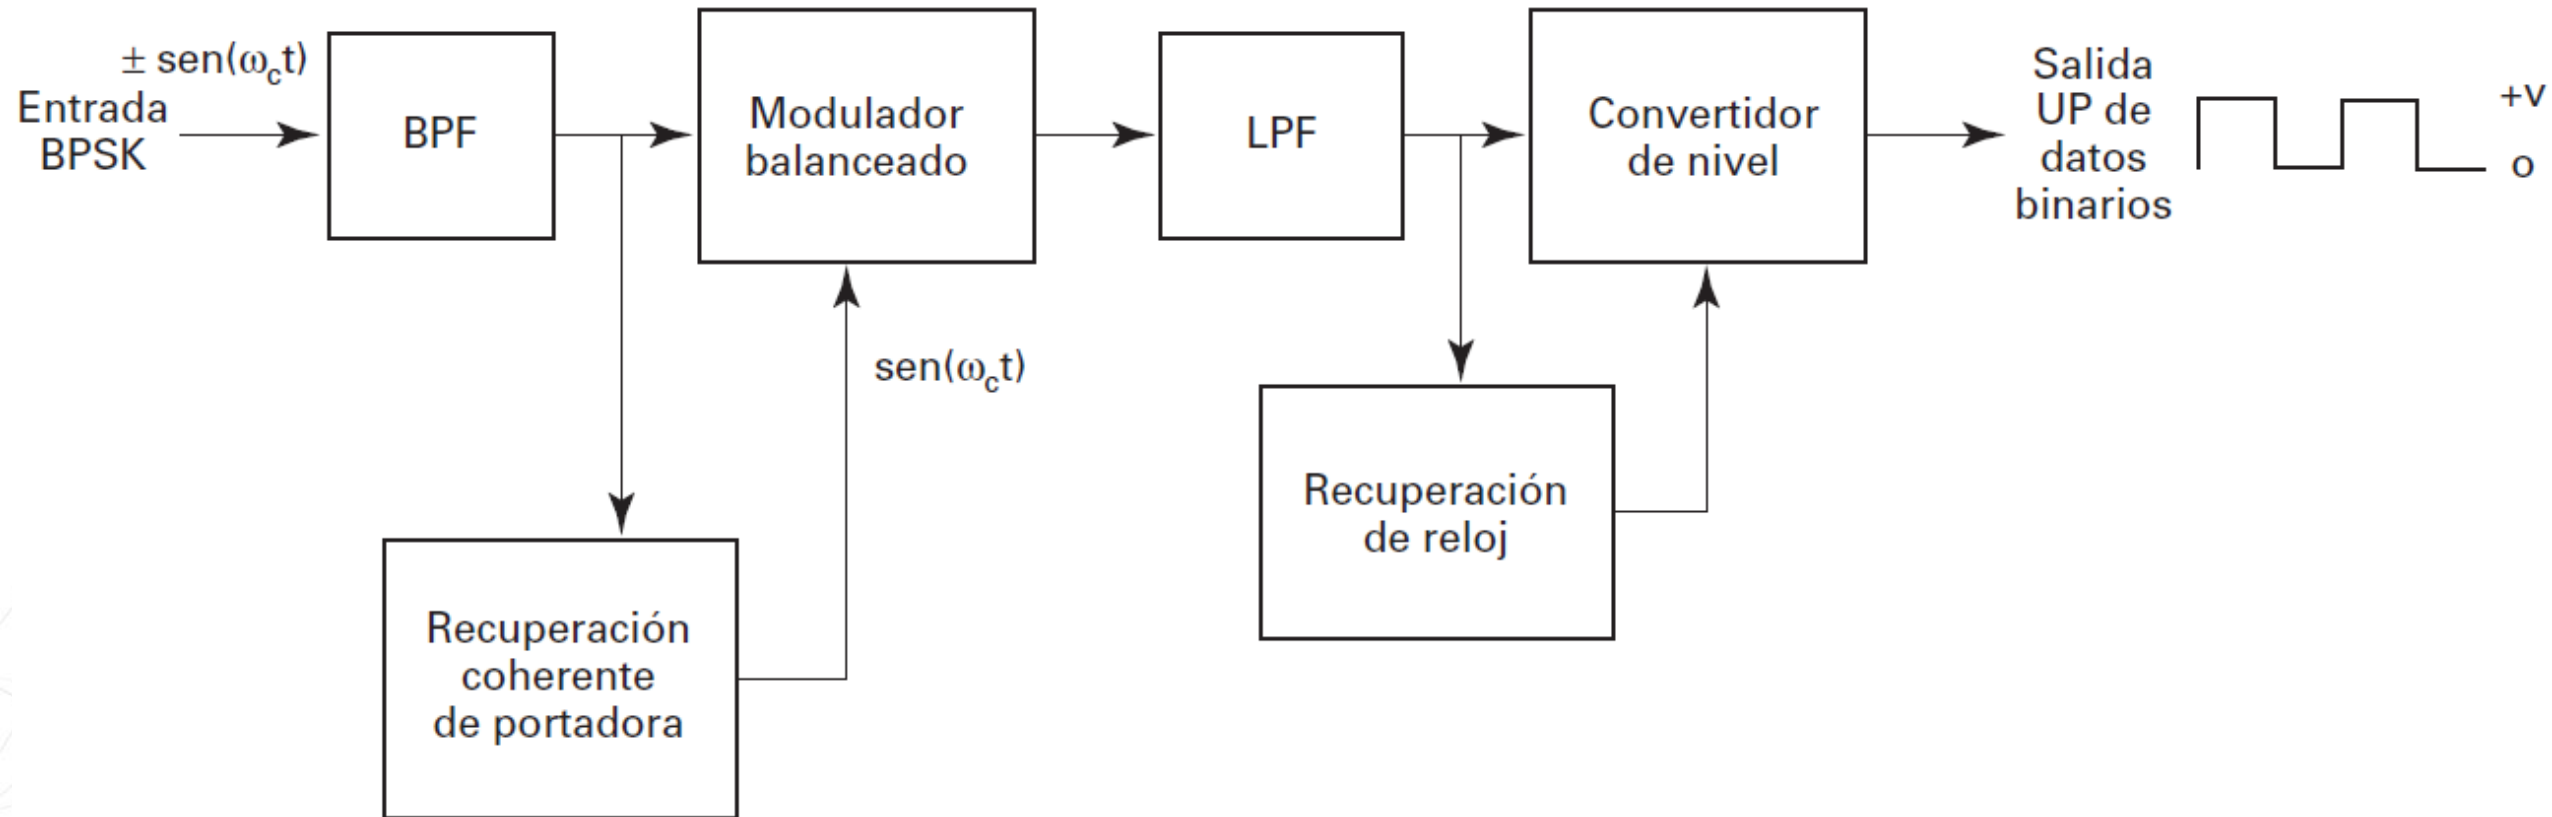 ± sen(ωct)
Entrada
BPSK
BPF
Modulador
balanceado
LPF
Convertidor
de nivel
Salida
UP de
datos
binarios
+v
o
sen(ωct)
Recuperación
de reloj
Recuperación
coherente
de portadora